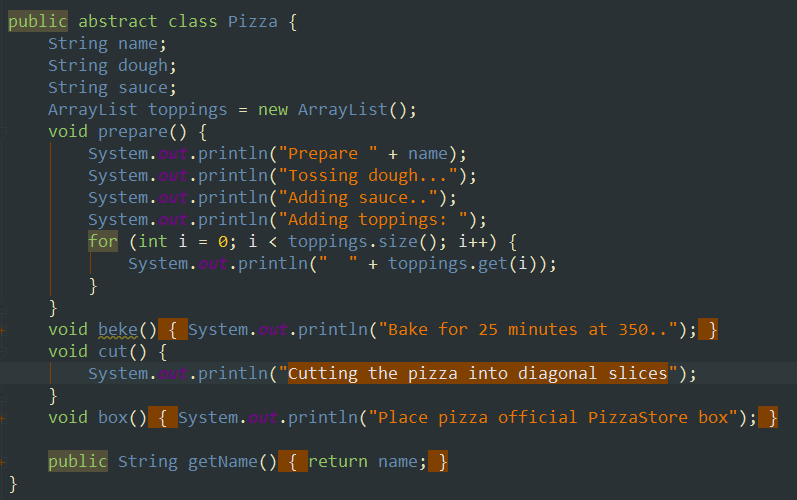 public abstract class Pizza {
    String name;
    String dough;
    String sauce;
    ArrayList toppings = new ArrayList();
    void prepare() {
        System.out.println("Prepare " + name);
        System.out.println("Tossing dough...");
        System.out.println("Adding sauce..");
        System.out.println("Adding toppings: ");
        for (int i = 0; i < toppings.size(); i++) {
            System.out.println("  " + toppings.get(i));
        }
    }
    void beke() { System.out.println("Bake for 25 minutes at 350.."); }
    void cut() {
        System.out.println("Cutting the pizza into diagonal slices");
    }
    void box() { System.out.println("Place pizza official PizzaStore box"); }

    public String getName() { return name; }
}